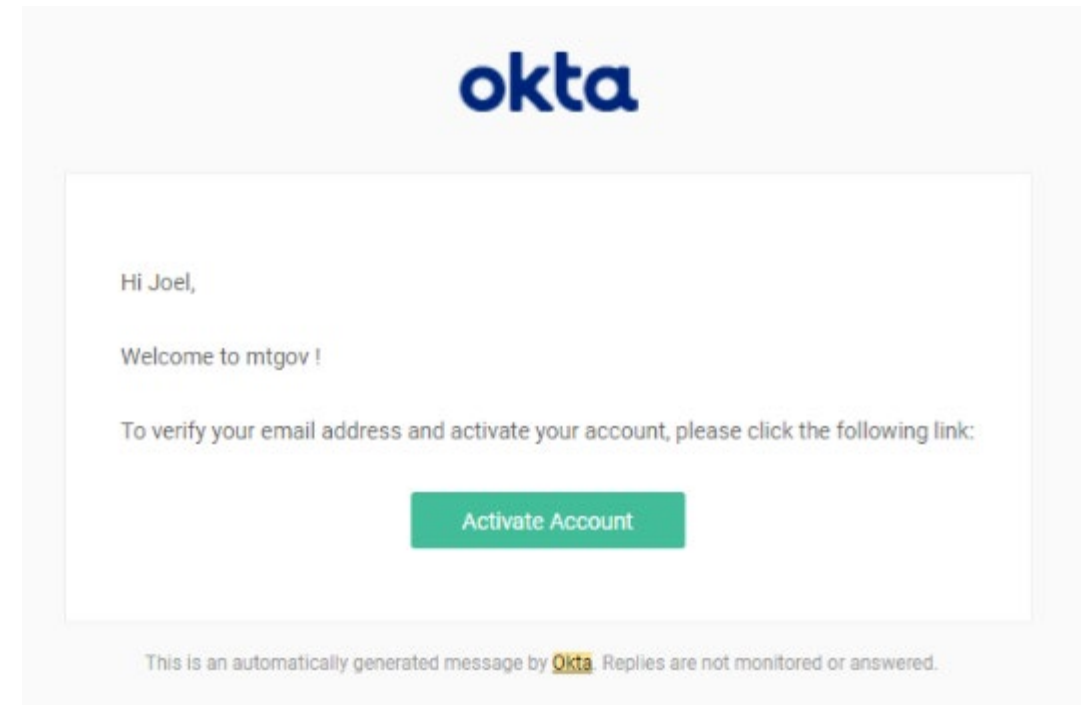 okta
Hi Joel,
Welcome to mtgov !
To verify your email address and activate your account, please click the following link:
Activate Account
This is an automatically generated message by Okta. Replies are not monitored or answered.